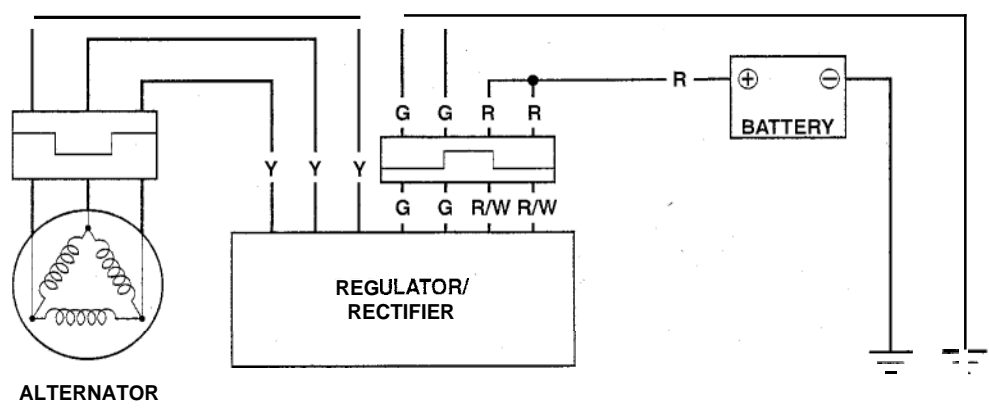 R
+
−
G G R R
BATTERY
Y Y Y
G G R/W R/W
REGULATOR/
RECTIFIER
ALTERNATOR